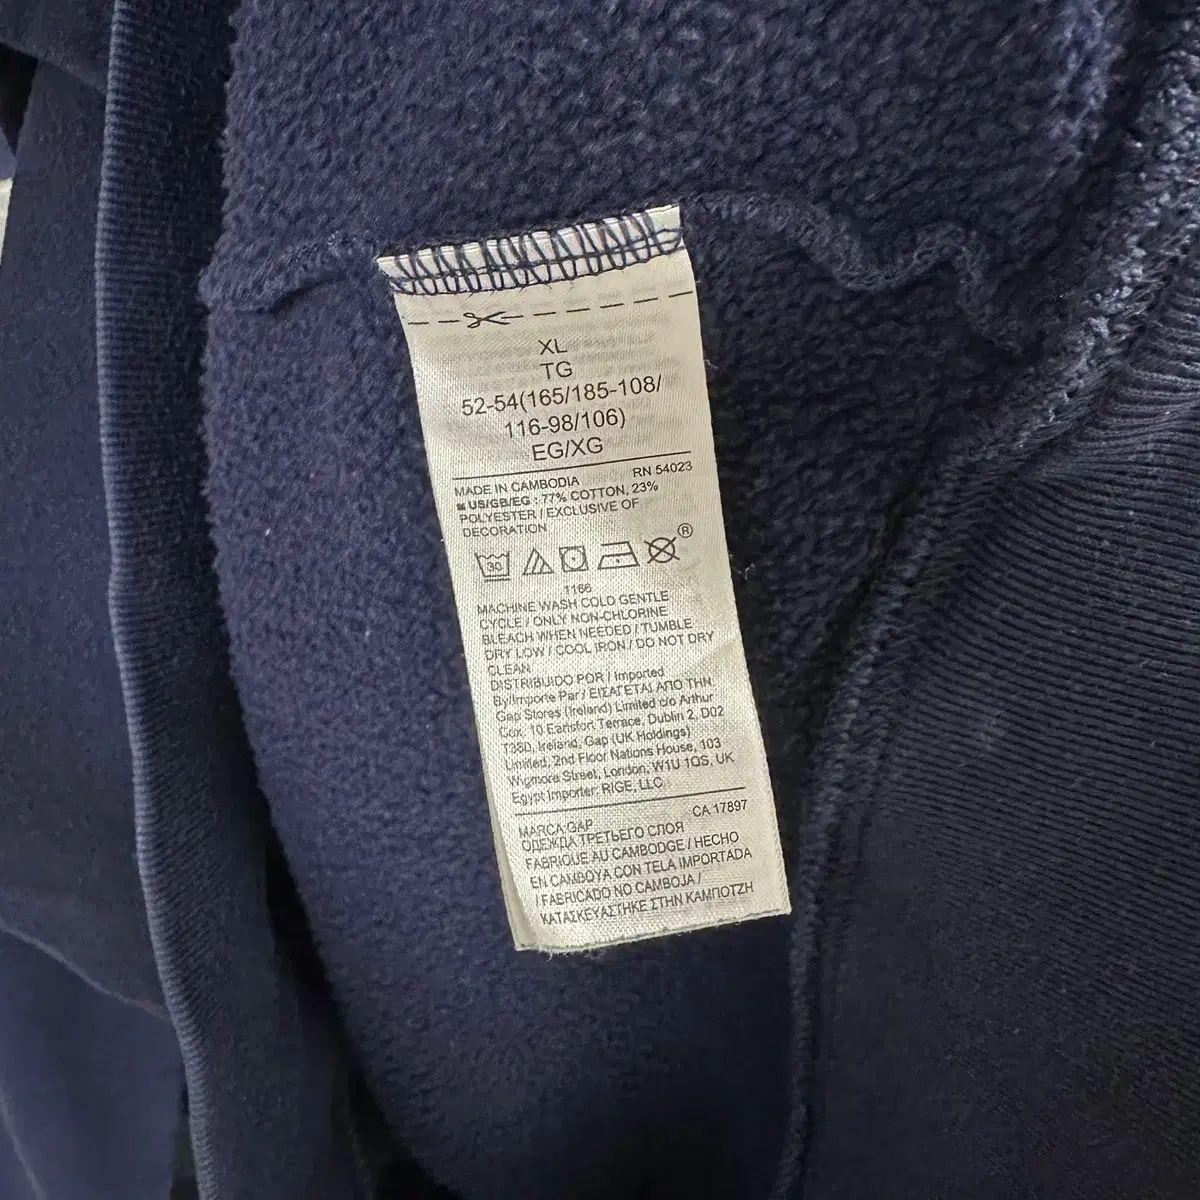 XL
TG
52-54(165/185-108/
116-98/106)
EG/XG
RN 54023
MADE IN CAMBODIA
US/GB/EG : 77% COTTON, 23%
POLYESTER / EXCLUSIVE OF
DECORATION
30
®
1166
MACHINE WASH COLD GENTLE
CYCLE / ONLY NON-CHLORINE
BLEACH WHEN NEEDED / TUMBLE
DRY LOW / COOL IRON / DO NOT DRY
CLEAN
DISTRIBUIDO POR / Imported
By/Importe Par / ΕΙΣΑΓΕΤΑΙ ΑΠΟ ΤΗΝ
Gap Stores (Ireland) Limited c/o Arthur
Cox, 10 Earlsfort Terrace, Dublin 2, D02
T380, Ireland, Gap (UK Holdings)
Limited, 2nd Floor Nations House, 103
Wigmore Street, London, W1U 1QS, UK
Egypt Importer: RIGE, LLC
CA 17897
MARCA GAP
ОДЕЖДА ТРЕТЬЕГО СЛОЯ
FABRIQUE AU CAMBODGE / HECHO
EN CAMBOYA CON TELA IMPORTADA
/ FABRICADO NO CAMBOJA /
ΚΑΤΑΣΚΕΥΑΣΤΗΚΕ ΣΤΗΝ ΚΑΜΠΟΤΖΗ